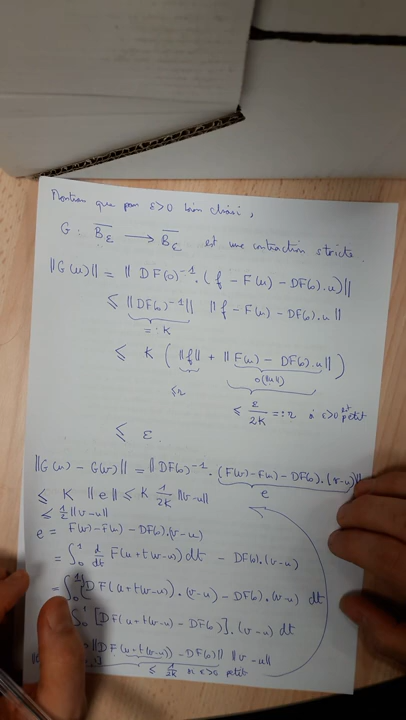 Montrons que pour ε>0 bien choisi,
G : B̅_ε → B̅_ε est une contraction stricte.
||G(u)|| = || DF(0)⁻¹ . (f - F(u) - DF(0).u)||
≤ ||DF(0)⁻¹|| ||f - F(u) - DF(0).u||
=: K
≤ K ( ||f|| + ||F(u) - DF(0).u|| )
≤ r o(||u||)
≤ ε/2K =: r si ε>0 est petit
≤ ε.
||G(u) - G(v)|| = ||DF(0)⁻¹. (F(v)-F(u) - DF(0).(v-u)||
e
≤ K ||e|| ≤ K 1/2K ||v-u||
≤ 1/2 ||v-u||
e = F(v) - F(u) - DF(0).(v-u)
= ∫₀¹ d/dt F(u+t(v-u)) dt - DF(0).(v-u)
= ∫₀¹ DF(u+t(v-u)).(v-u) - DF(0).(v-u) dt
∫₀¹ [DF(u+t(v-u)) - DF(0)].(v-u) dt
||DF(u+t(v-u)) - DF(0)|| ||v-u||
≤ 1/2K si ε>0 petit